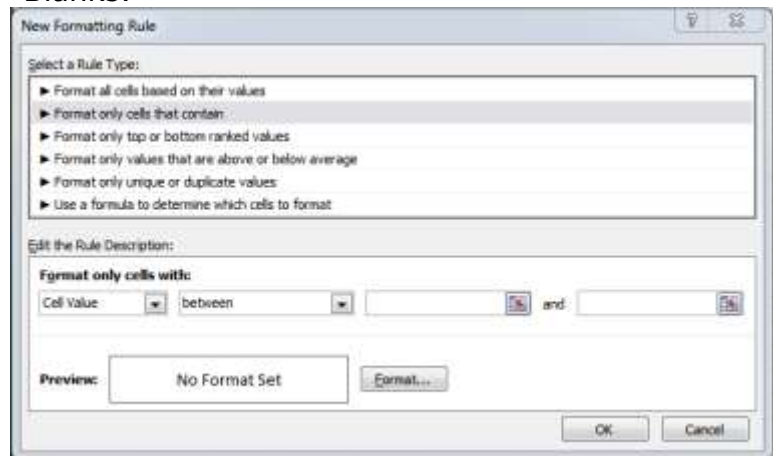 Blanks.
New Formatting Rule
Select a Rule Type:
► Format all cells based on their values
► Format only cells that contain
► Format only top or bottom ranked values
► Format only values that are above or below average
► Format only unique or duplicate values
► Use a formula to determine which cells to format
Edit the Rule Description:
Format only cells with:
Cell Value between and
Preview: No Format Set Format...
OK Cancel